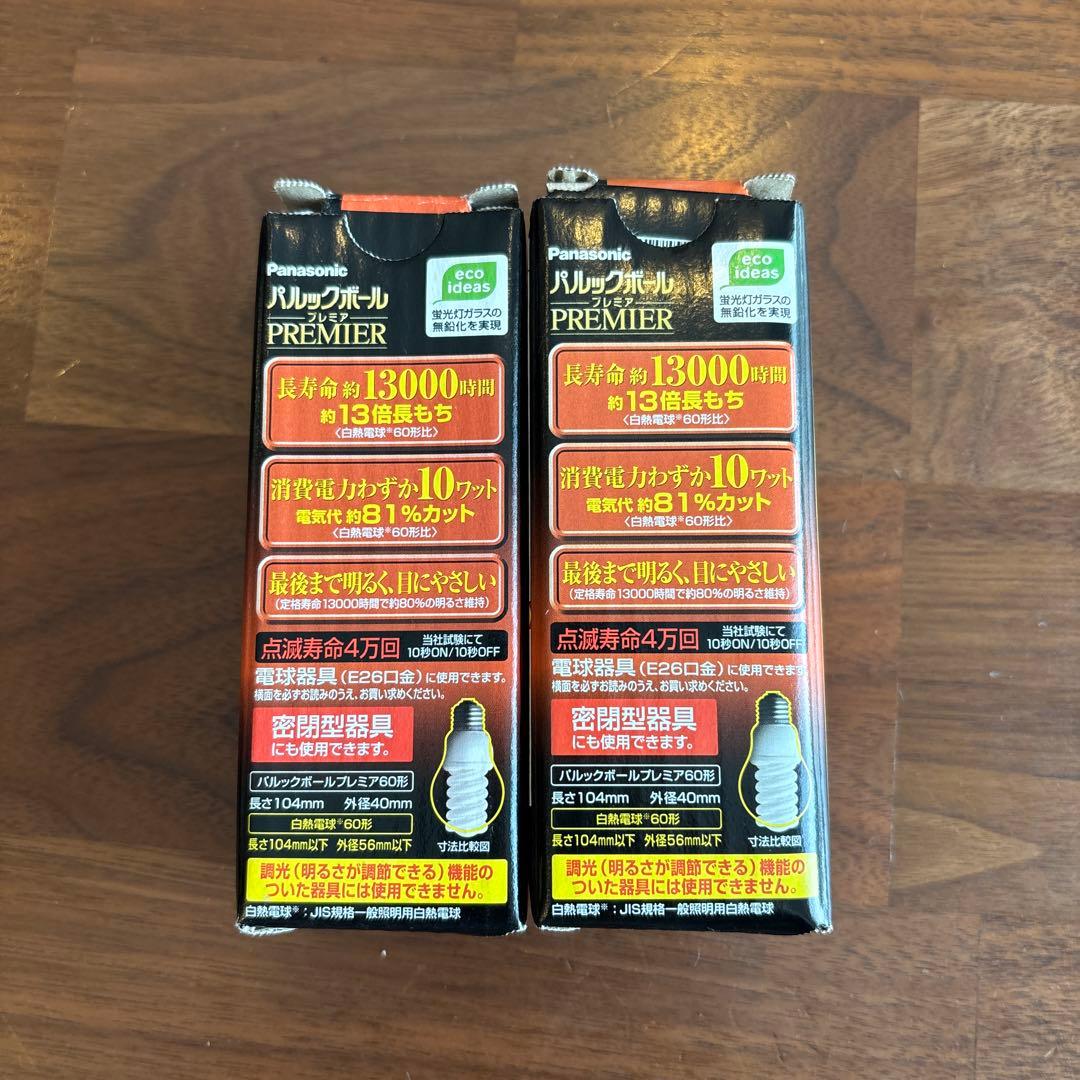 Panasonic
パルックボール
プレミア
PREMIER
eco
ideas
蛍光灯ガラスの
無鉛化を実現
長寿命 約13000時間
約13倍長もち
〈白熱電球※60形比〉
消費電力わずか10ワット
電気代 約81%カット
〈白熱電球※60形比〉
最後まで明るく、目にやさしい
(定格寿命13000時間で約80%の明るさ維持)
点滅寿命4万回
当社試験にて
10秒ON/10秒OFF
電球器具(E26口金)に使用できます。
横面を必ずお読みのうえ、お買い求めください。
密閉型器具
にも使用できます。
パルックボールプレミア60形
長さ104mm 外径40mm
白熱電球※60形
長さ104mm以下 外径56mm以下
寸法比較図
調光(明るさが調節できる)機能の
ついた器具には使用できません。
白熱電球※:JIS規格一般照明用白熱電球
Panasonic
パルックボール
プレミア
PREMIER
eco
ideas
蛍光灯ガラスの
無鉛化を実現
長寿命 約13000時間
約13倍長もち
〈白熱電球※60形比〉
消費電力わずか10ワット
電気代 約81%カット
〈白熱電球※60形比〉
最後まで明るく、目にやさしい
(定格寿命13000時間で約80%の明るさ維持)
点滅寿命4万回
当社試験にて
10秒ON/10秒OFF
電球器具(E26口金)に使用できます
横面を必ずお読みのうえ、お買い求めください。
密閉型器具
にも使用できます。
パルックボールプレミア60形
長さ104mm 外径40mm
白熱電球※60形
長さ104mm以下 外径56mm以下
寸法比較図
調光(明るさが調節できる)機能の
ついた器具には使用できません。
白熱電球※:JIS規格一般照明用白熱電球